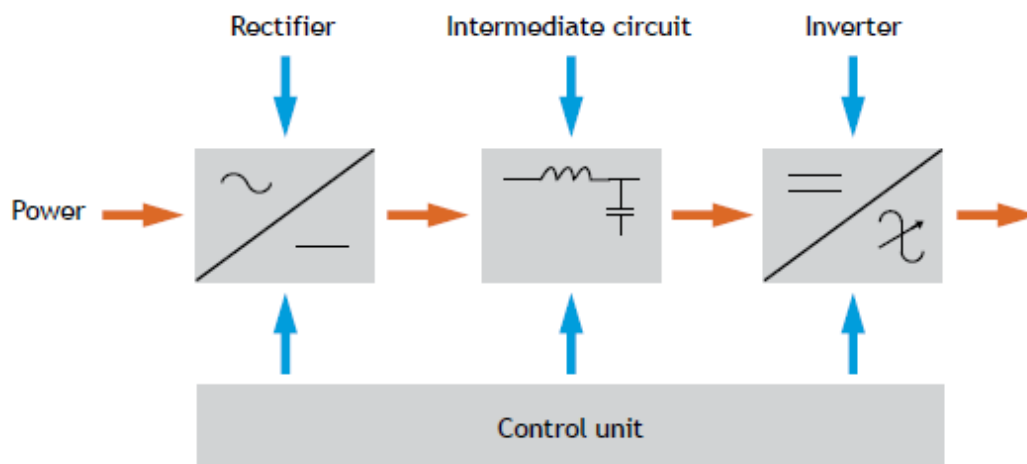 Rectifier
Intermediate circuit
Inverter
Power
Control unit